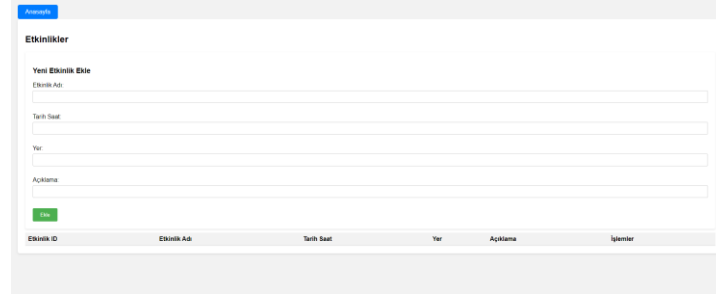 Anasayfa
Etkinlikler
Yeni Etkinlik Ekle
Etkinlik Adı:
Tarih Saat:
Yer:
Açıklama:
Ekle
Etkinlik ID Etkinlik Adı Tarih Saat Yer Açıklama İşlemler